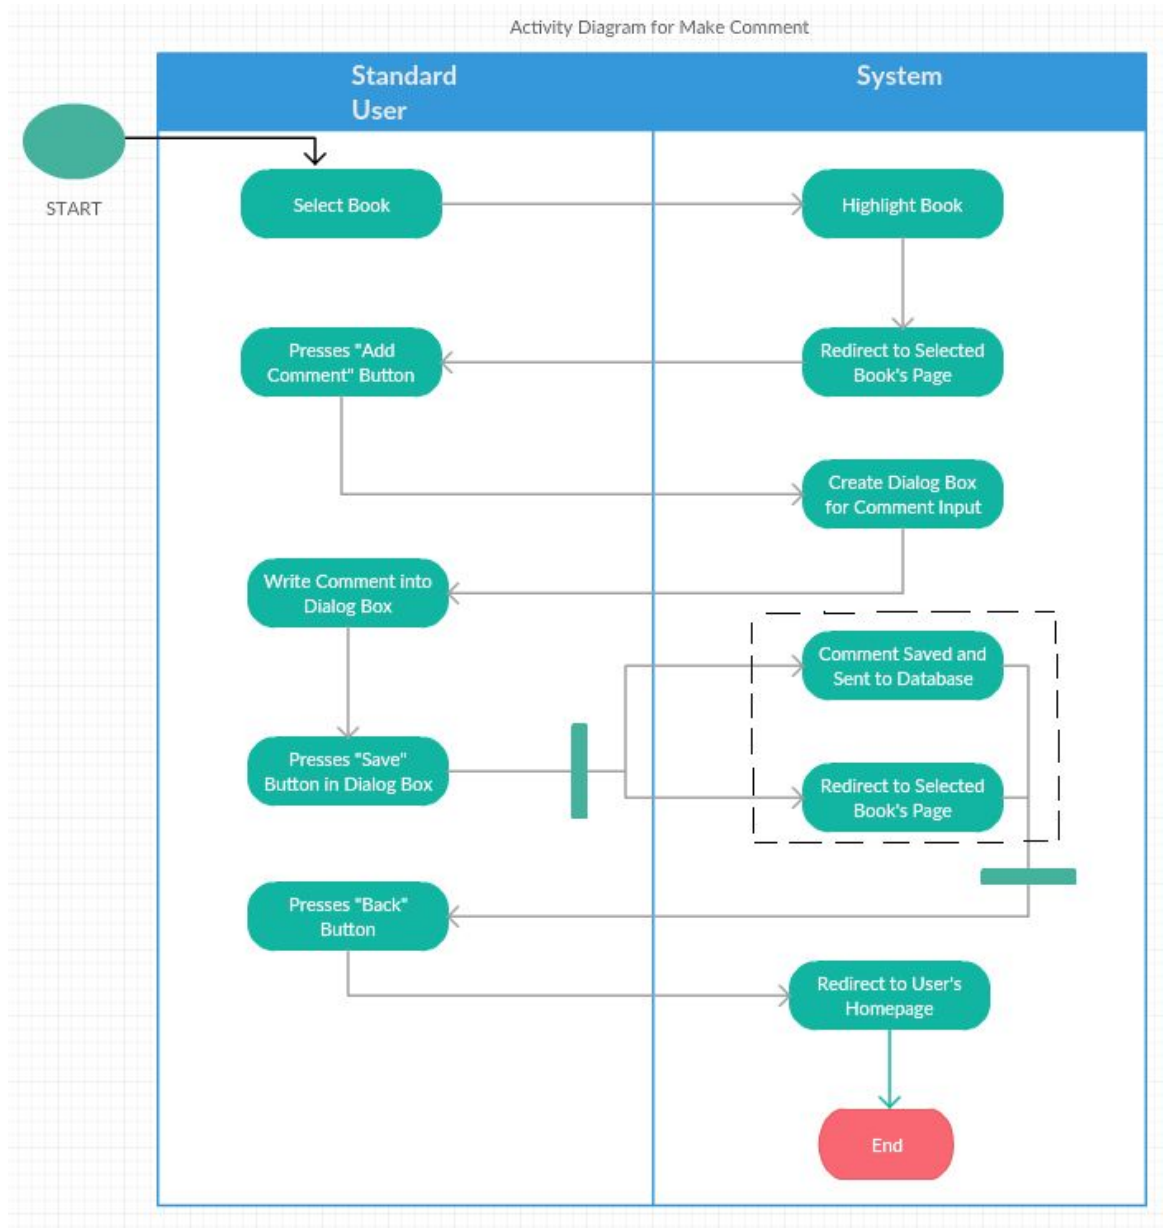 Activity Diagram for Make Comment
Standard
User
System
START
Select Book
Highlight Book
Presses "Add
Comment" Button
Redirect to Selected
Book's Page
Create Dialog Box
for Comment Input
Write Comment into
Dialog Box
Comment Saved and
Sent to Database
Presses "Save"
Button in Dialog Box
Redirect to Selected
Book's Page
Presses "Back"
Button
Redirect to User's
Homepage
End